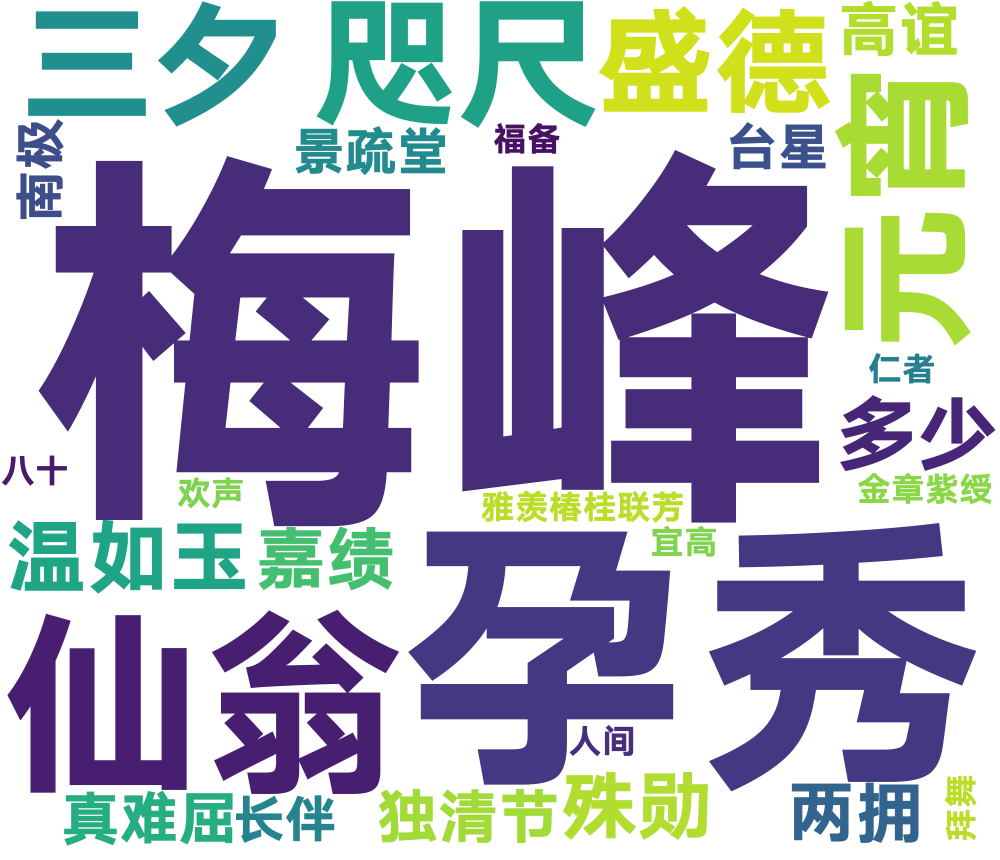 三夕
咫尺
盛德
高谊
元宵
南极
景疏堂
福备
台星
梅峰
仁者
多少
八十
欢声
金章紫绶
雅羡椿桂联芳
宜高
温如玉
嘉绩
孕秀
仙翁
人间
真难屈
长伴
独清节
殊勋
两拥
拜舞